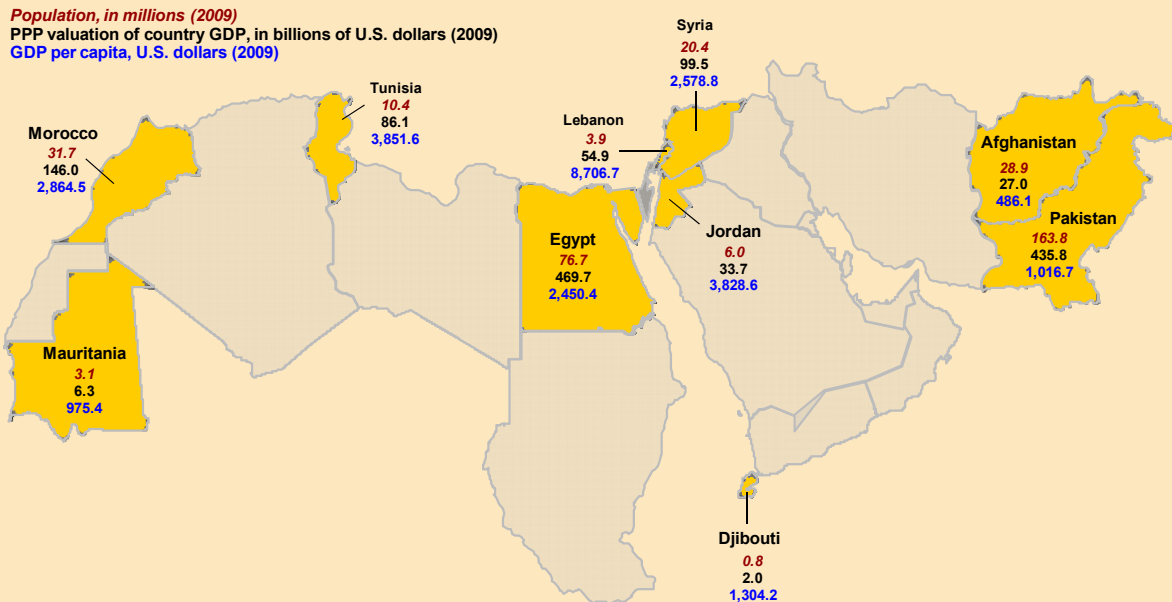 Population, in millions (2009)
PPP valuation of country GDP, in billions of U.S. dollars (2009)
GDP per capita, U.S. dollars (2009)
Syria
20.4
99.5
2,578.8
Tunisia
10.4
86.1
3,851.6
Lebanon
3.9
54.9
8,706.7
Morocco
31.7
146.0
2,864.5
Afghanistan
28.9
27.0
486.1
Pakistan
163.8
435.8
1,016.7
Egypt
76.7
469.7
2,450.4
Jordan
6.0
33.7
3,828.6
Mauritania
3.1
6.3
975.4
Djibouti
0.8
2.0
1,304.2